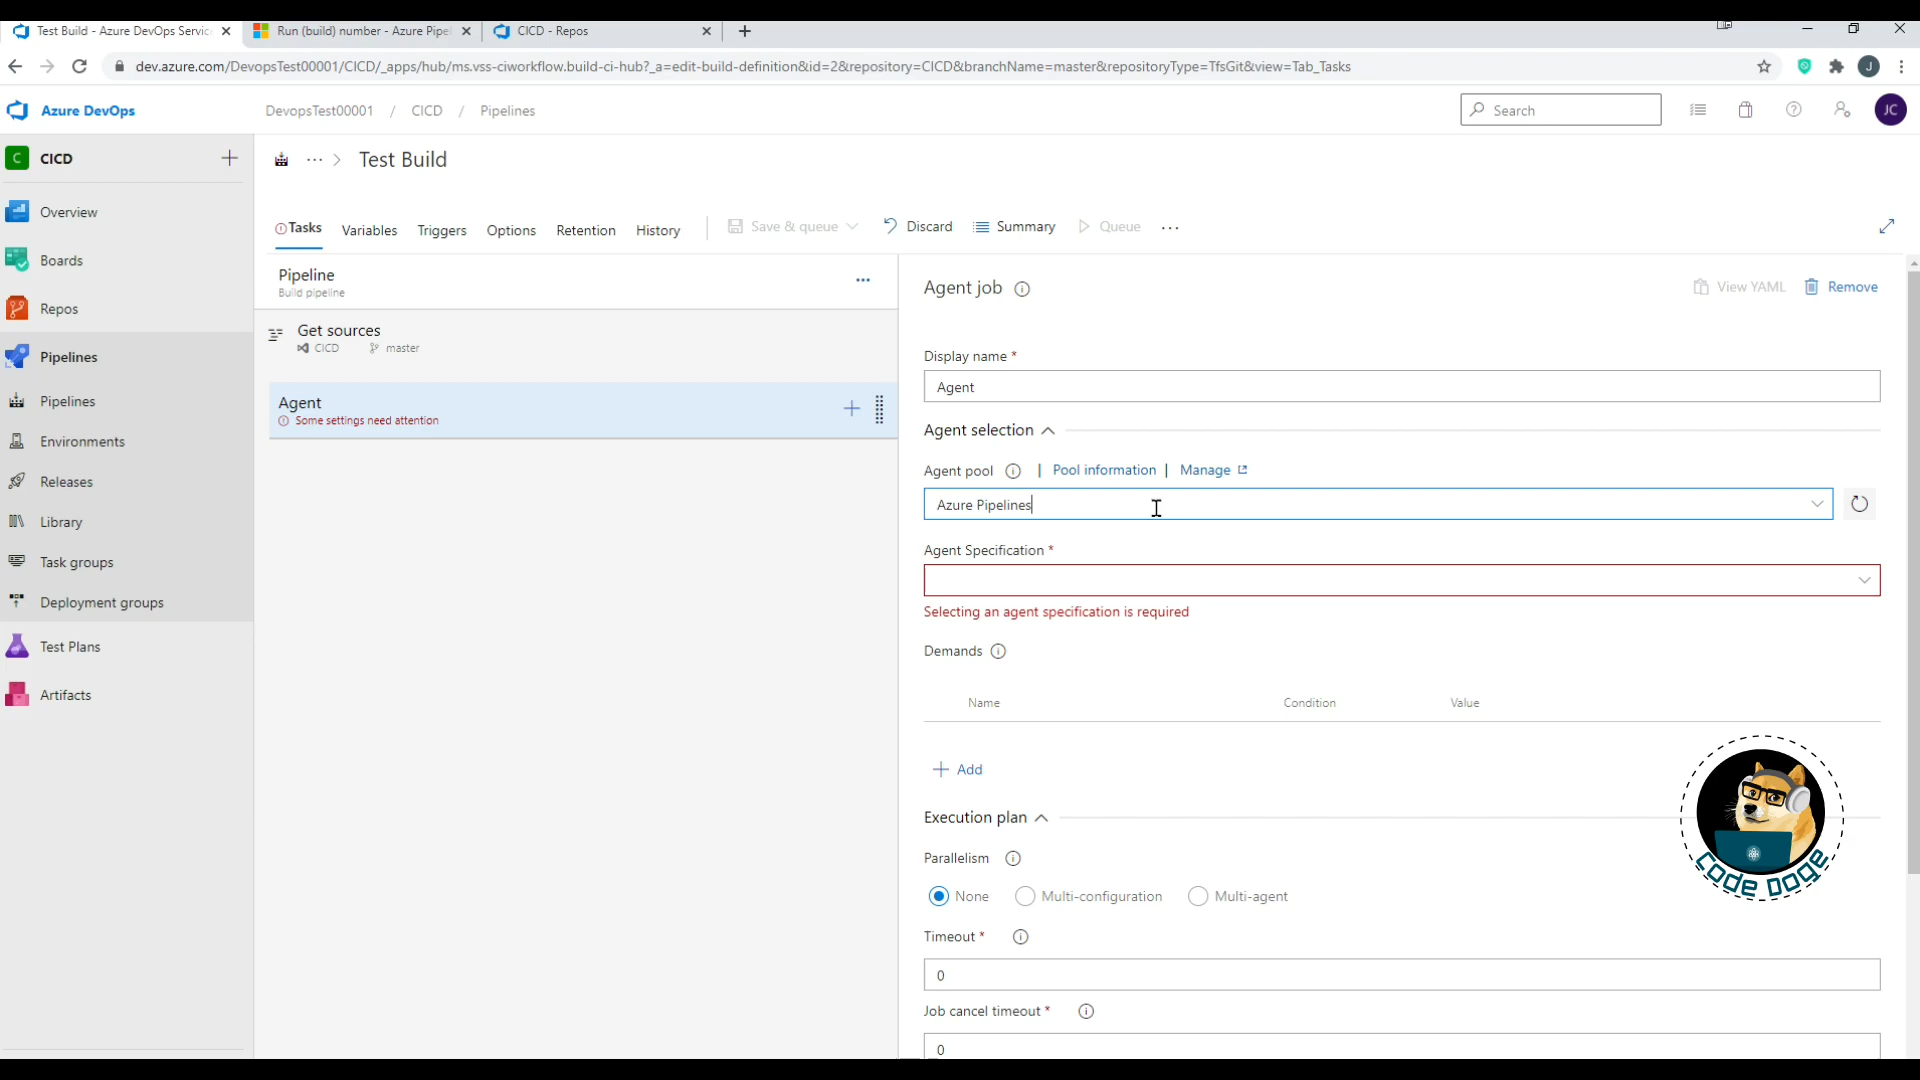 Test Build - Azure DevOps Servic
Run (build) number - Azure Pipel
CICD - Repos
dev.azure.com/DevopsTest00001/CICD/_apps/hub/ms.vss-ciworkflow.build-ci-hub?_a=edit-build-definition&id=2&repository=CICD&branchName=master&repositoryType=TfsGit&view=Tab_Tasks
J
Azure DevOps
DevopsTest00001 / CICD / Pipelines
Search
JC
C CICD
Overview
Boards
Repos
Pipelines
Pipelines
Environments
Releases
Library
Task groups
Deployment groups
Test Plans
Artifacts
··· > Test Build
Tasks Variables Triggers Options Retention History Save & queue Discard Summary Queue ...
Pipeline
Build pipeline
Get sources
CICD master
Agent
Some settings need attention
Agent job
View YAML Remove
Display name *
Agent
Agent selection
Agent pool | Pool information | Manage
Azure Pipelines
Agent Specification *
Selecting an agent specification is required
Demands
Name Condition Value
+ Add
Execution plan
Parallelism
None Multi-configuration Multi-agent
Timeout *
0
Job cancel timeout *
0
Code Doge